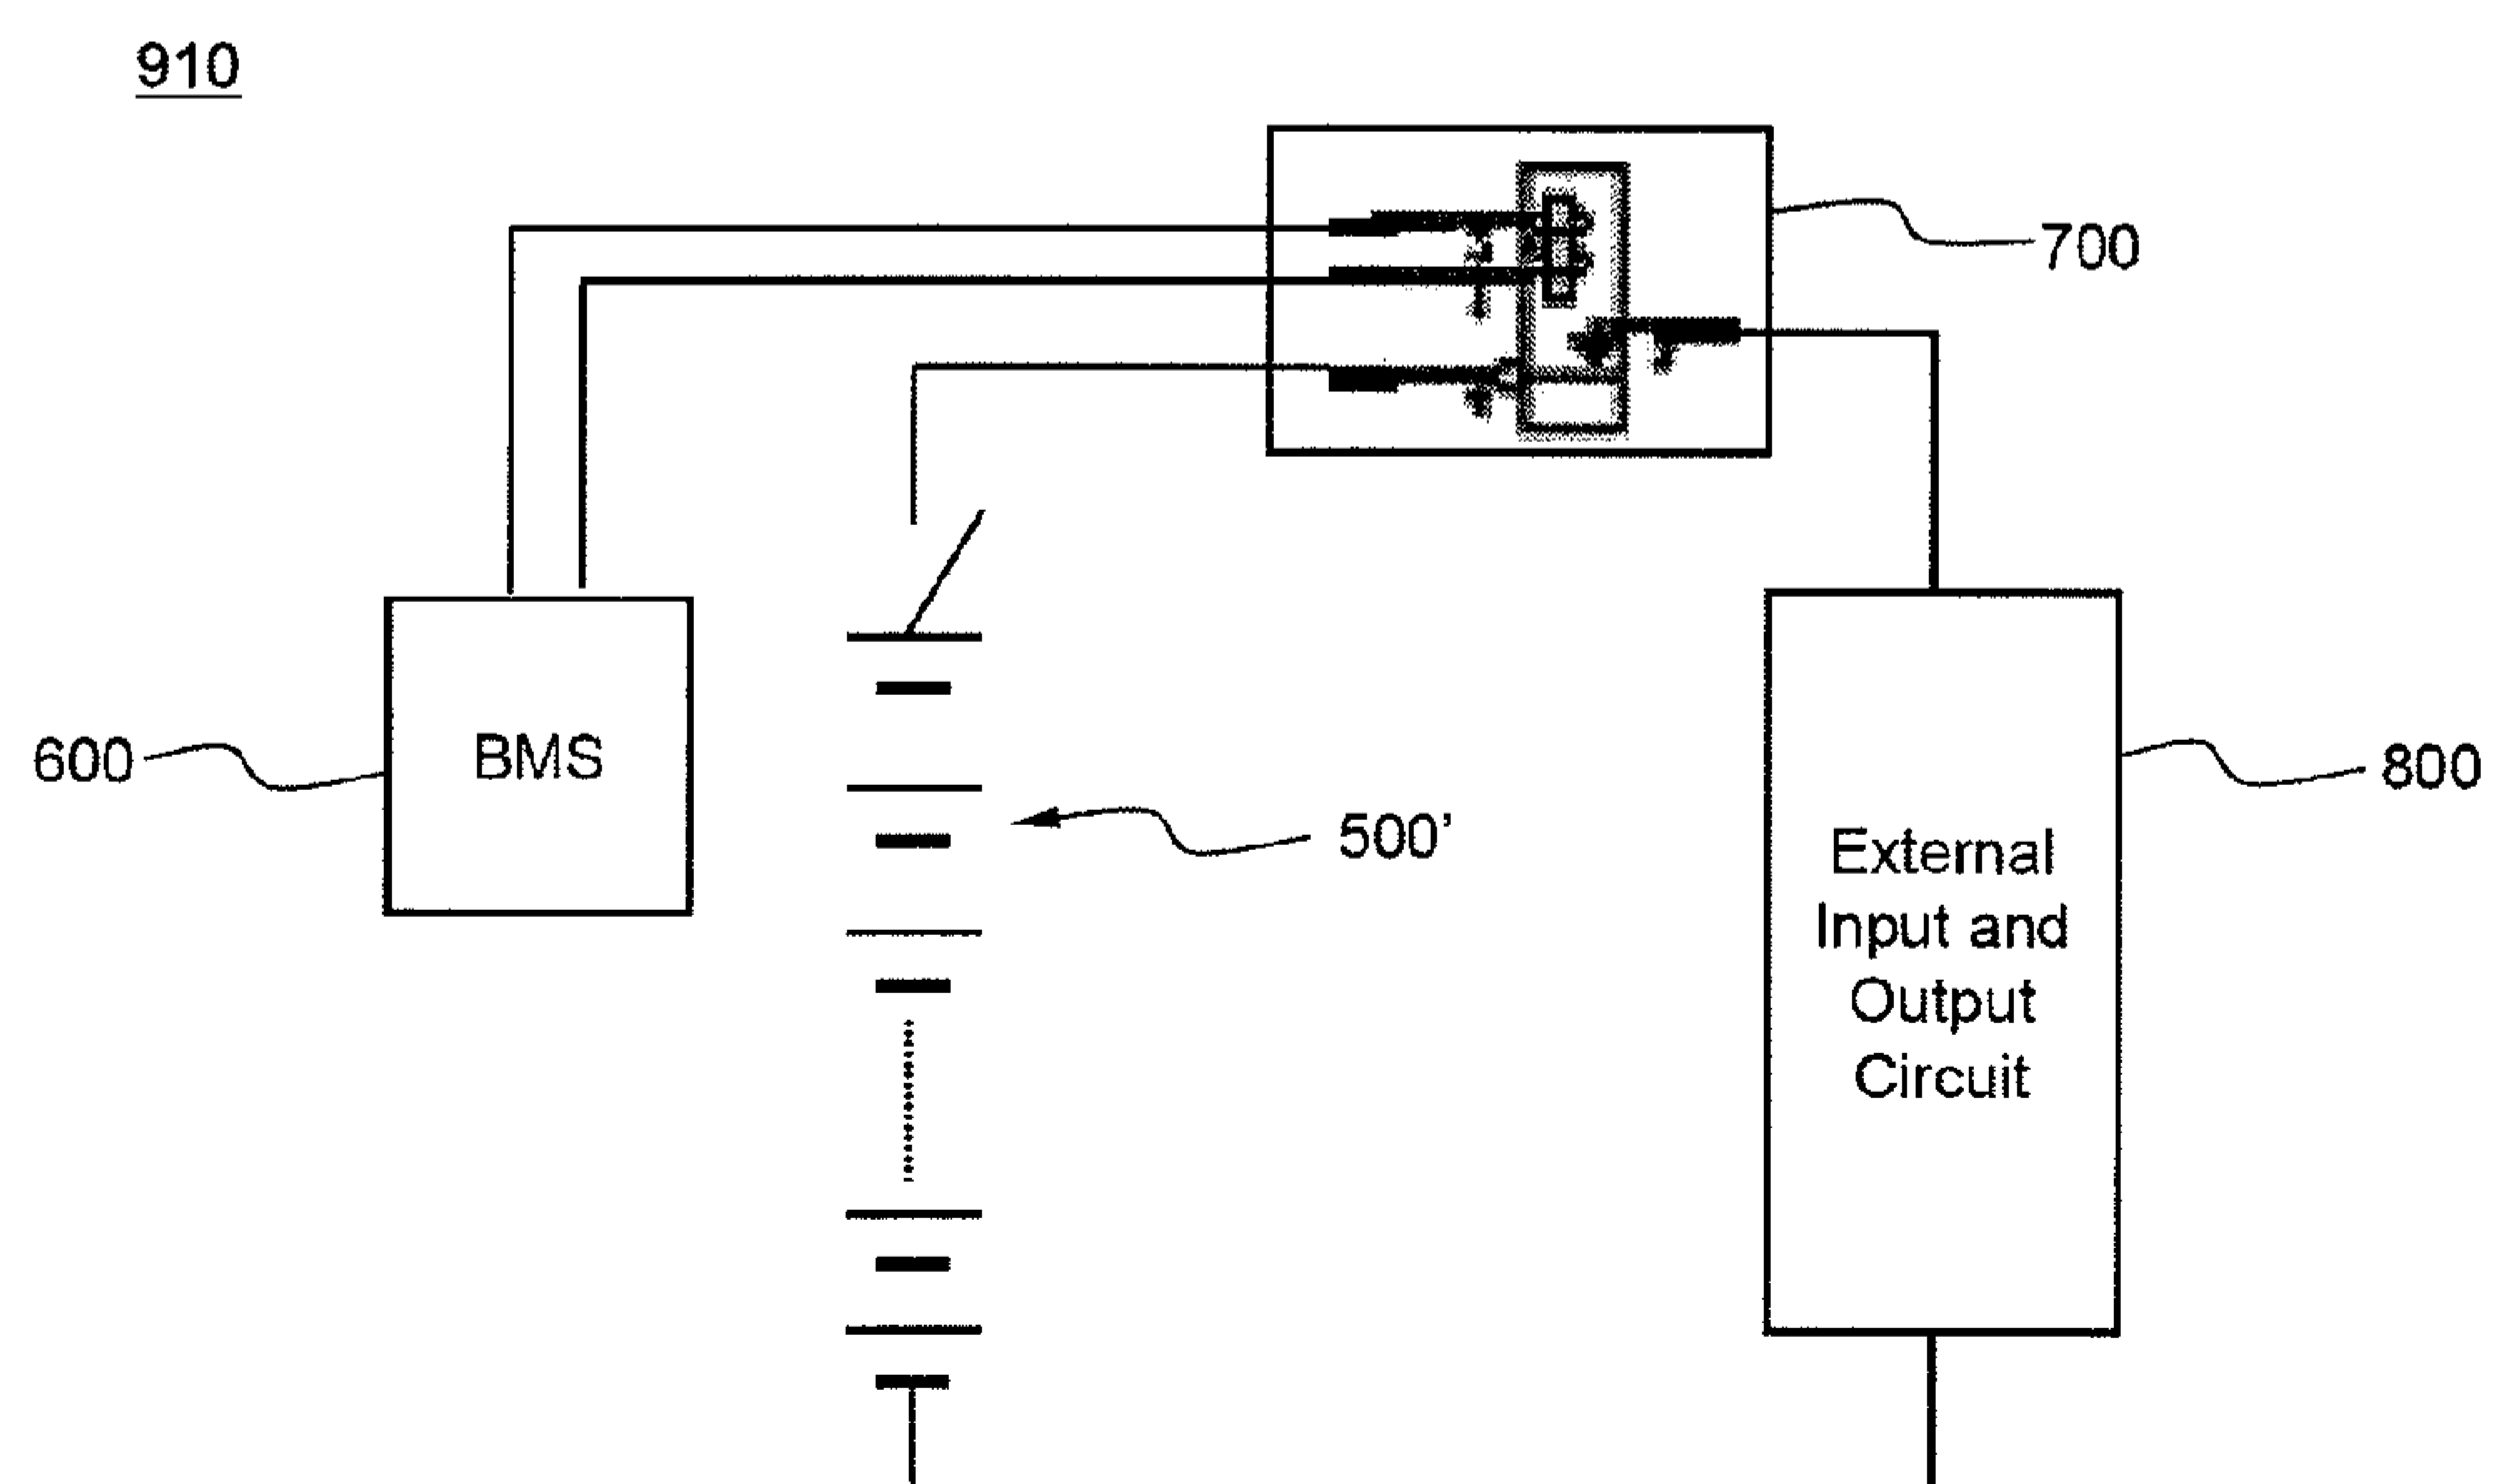 910
700
600
BMS
500'
800
External
Input and
Output
Circuit